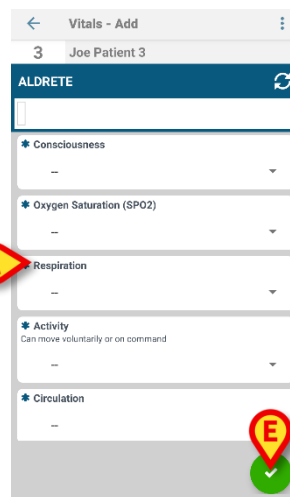 Vitals - Add
3 Joe Patient 3
ALDRETE
* Consciousness
--
* Oxygen Saturation (SPO2)
--
* Respiration
--
* Activity
Can move voluntarily or on command
--
* Circulation
--
E